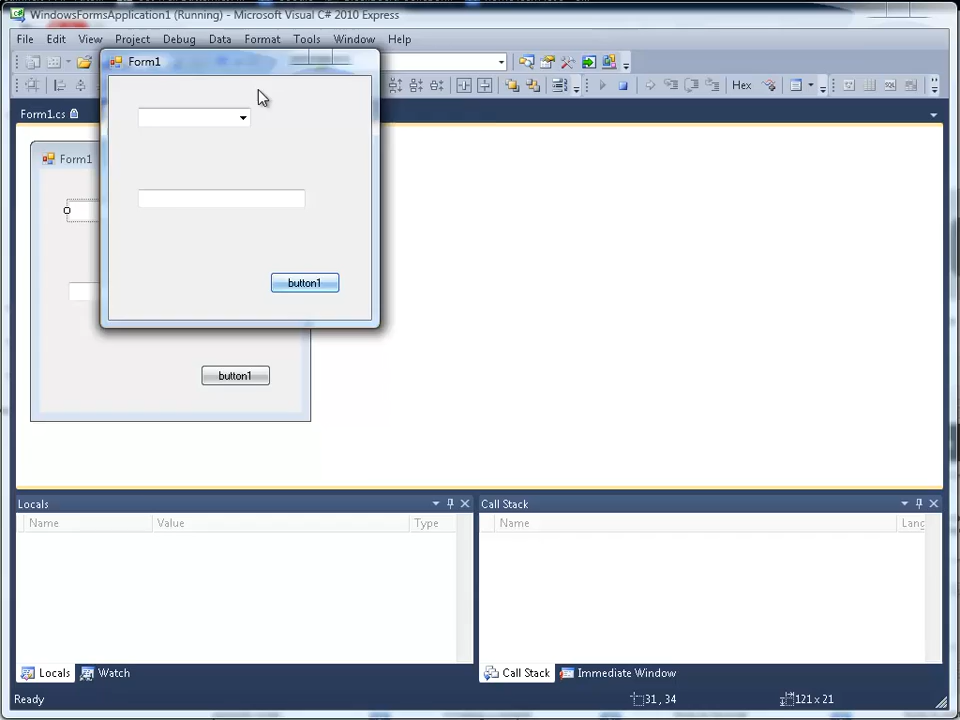 WindowsFormsApplication1 (Running) - Microsoft Visual C# 2010 Express
File Edit View Project Debug Data Format Tools Window Help
Form1
Hex
Form1.cs
Form1
button1
button1
Locals
Call Stack
Name Value Type
Name Lang
Locals Watch
Call Stack Immediate Window
Ready 31, 34 121 x 21